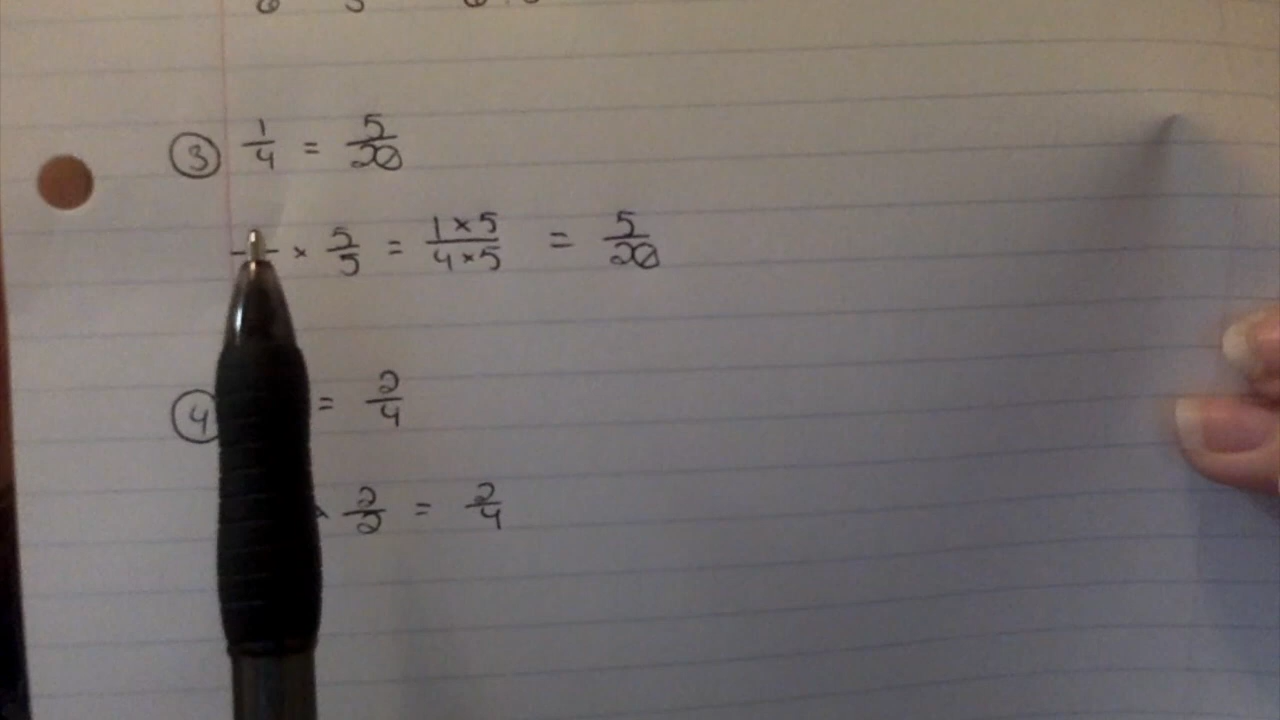 ③ 1/4 = 5/20
× 5/5 = 1×5/4×5 = 5/20
④ = 2/4
× 2/2 = 2/4